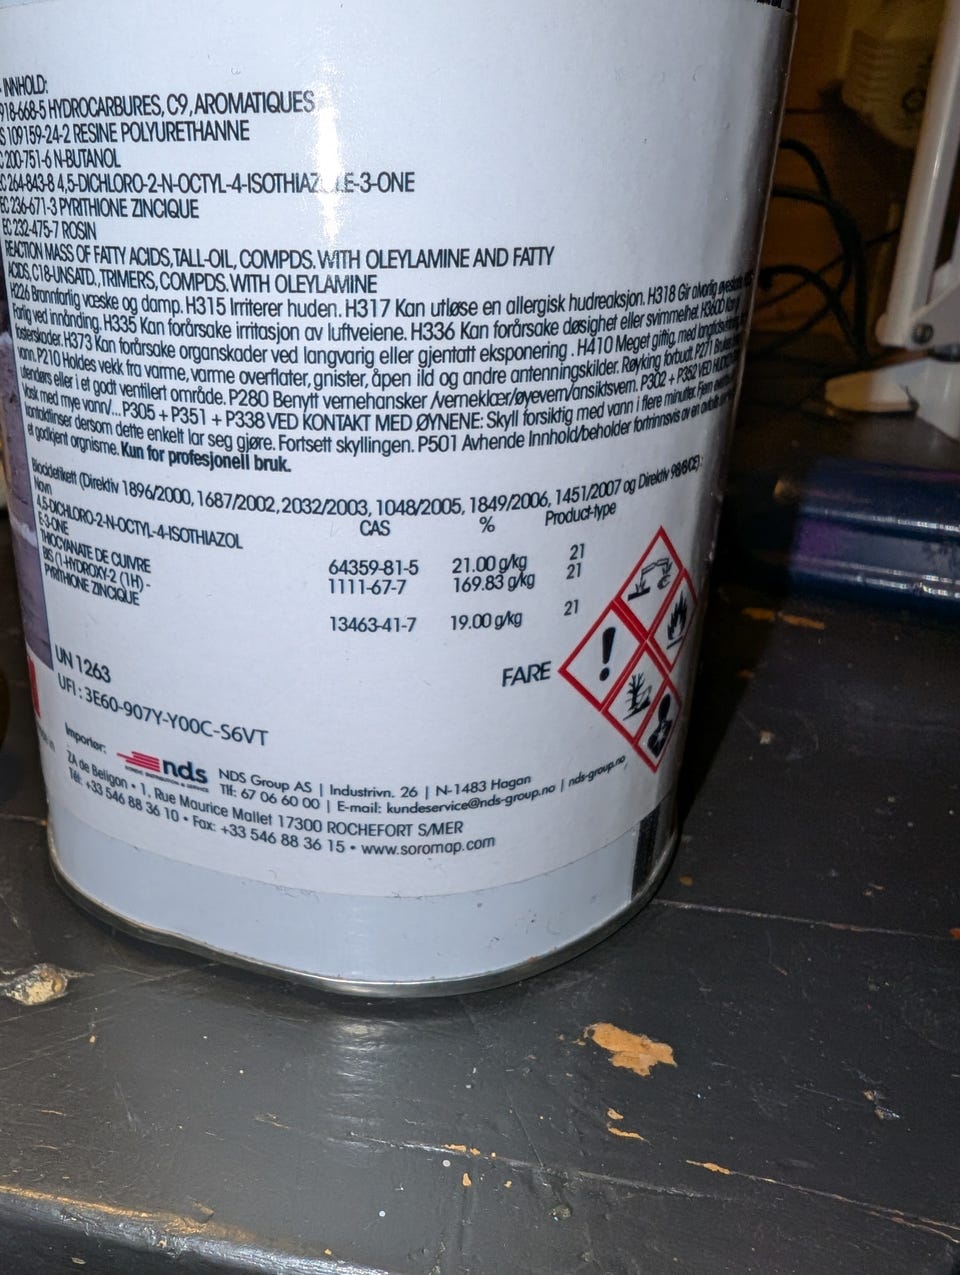 INNHOLD:
918-668-5 HYDROCARBURES, C9, AROMATIQUES
S 109159-24-2 RESINE POLYURETHANNE
200-751-6 N-BUTANOL
EC 264-843-8 4,5-DICHLORO-2-N-OCTYL-4-ISOTHIAZ LE-3-ONE
EC 236-671-3 PYRITHIONE ZINCIQUE
EC 232-475-7 ROSIN
REACTION MASS OF FATTY ACIDS, TALL-OIL, COMPDS. WITH OLEYLAMINE AND FATTY
ACIDS, C18-UNSATD., TRIMERS, COMPDS. WITH OLEYLAMINE
H226 Brannfarlig væske og damp. H315 Irriterer huden. H317 Kan utløse en allergisk hudreaksjon. H318 Gir alvorlig
Farlig ved innånding. H335 Kan forårsake irritasjon av luftveiene. H336 Kan forårsake døsighet eller svimmelhet.
fosterskader. H373 Kan forårsake organskader ved langvarig eller gjentatt eksponering . H410 Meget giftig, med
vann. P210 Holdes vekk fra varme, varme overflater, gnister, åpen ild og andre antenningskilder. Røyking forbudt. P271
utendørs eller i et godt ventilert område. P280 Benytt vernehansker /verneklær/øyevern/ansiktsvern. P302 + P352 VED
Vask med mye vann/... P305 + P351 + P338 VED KONTAKT MED ØYNENE: Skyll forsiktig med vann i flere minutter. Fjern
kontaktlinser dersom dette enkelt lar seg gjøre. Fortsett skyllingen. P501 Avhende Innhold/beholder
et godkjent orgnisme. Kun for profesjonell bruk.
Biocidetikett (Direktiv 1896/2000, 1687/2002, 2032/2003, 1048/2005, 1849/2006, 1451/2007 og Direktiv 98/8/CE) :
Navn CAS % Product-type
4,5-DICHLORO-2-N-OCTYL-4-ISOTHIAZOL
E-3-ONE 64359-81-5 21.00 g/kg 21
THIOCYANATE DE CUIVRE 1111-67-7 169.83 g/kg 21
BIS (1-HYDROXY-2 (1H) -
PYRITHIONE ZINCIQUE 13463-41-7 19.00 g/kg 21
FARE
UN 1263
UFI : 3E60-907Y-Y00C-S6VT
Importør:
nds
NDS Group AS | Industrivn. 26 | N-1483 Hagan
Tlf: 67 06 60 00 | E-mail: kundeservice@nds-group.no | nds-group.no
ZA de Beligon • 1, Rue Maurice Mallet 17300 ROCHEFORT S/MER
Tél: +33 546 88 36 10 • Fax: +33 546 88 36 15 • www.soromap.com